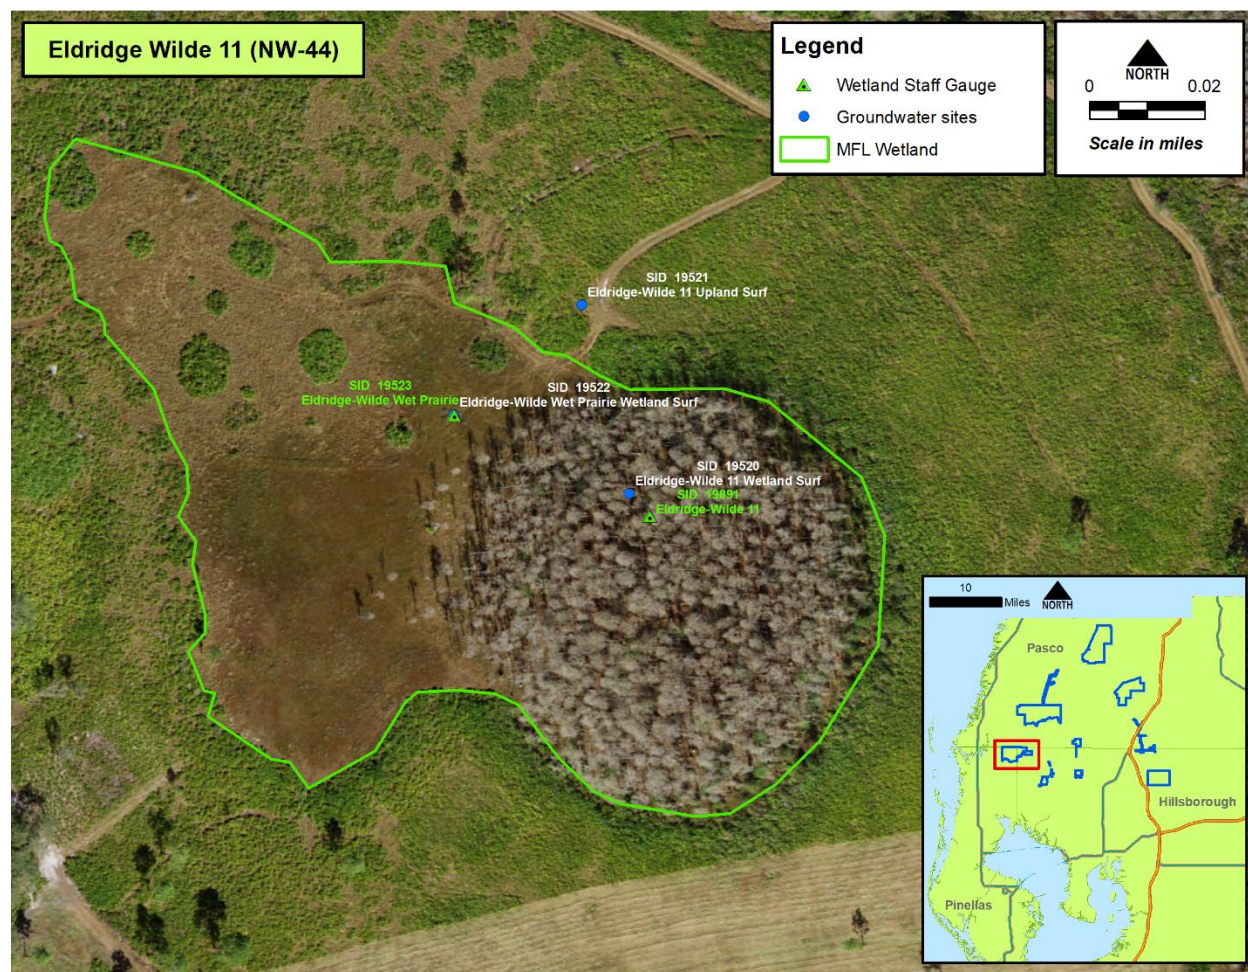 Eldridge Wilde 11 (NW-44)
Legend
Wetland Staff Gauge
Groundwater sites
MFL Wetland
NORTH
0 0.02
Scale in miles
SID 19521
Eldridge-Wilde 11 Upland Surf
SID 19523
Eldridge-Wilde Wet Prairie
SID 19522
Eldridge-Wilde Wet Prairie Wetland Surf
SID 19520
Eldridge-Wilde 11 Wetland Surf
SID 19891
Eldridge-Wilde 11
10
Miles
NORTH
Pasco
Hillsborough
Pinellas